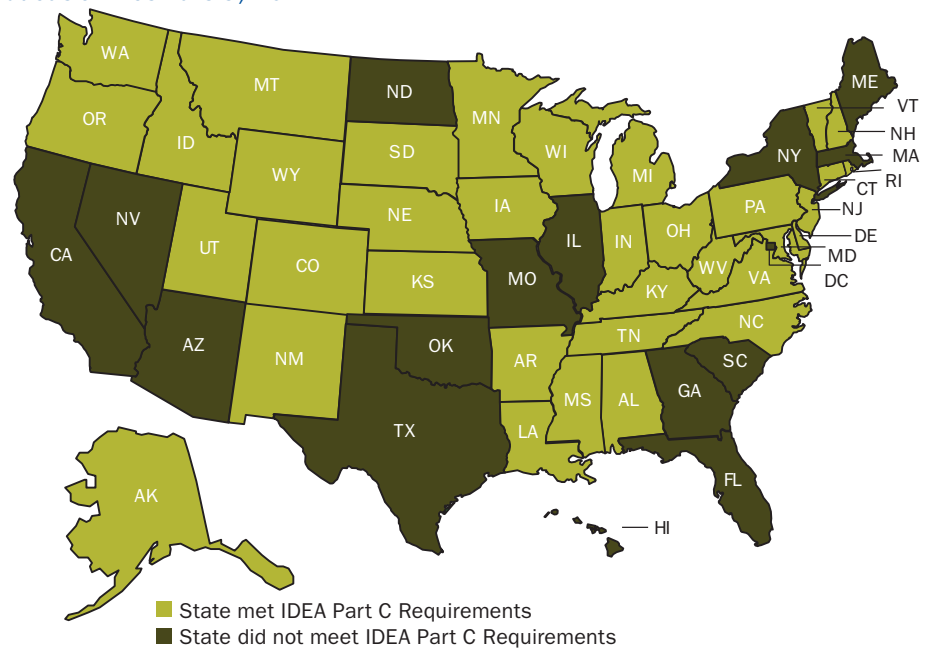 WA
MT
ND
ME
MN
VT
OR
ID
SD
WI
NH
NY
MA
WY
MI
RI
CT
IA
PA
NJ
NE
NV
OH
DE
UT
IL
IN
CA
CO
MD
WV
VA
KS
MO
DC
KY
NC
TN
AZ
OK
NM
AR
SC
GA
MS
AL
TX
LA
FL
AK
HI
State met IDEA Part C Requirements
State did not meet IDEA Part C Requirements